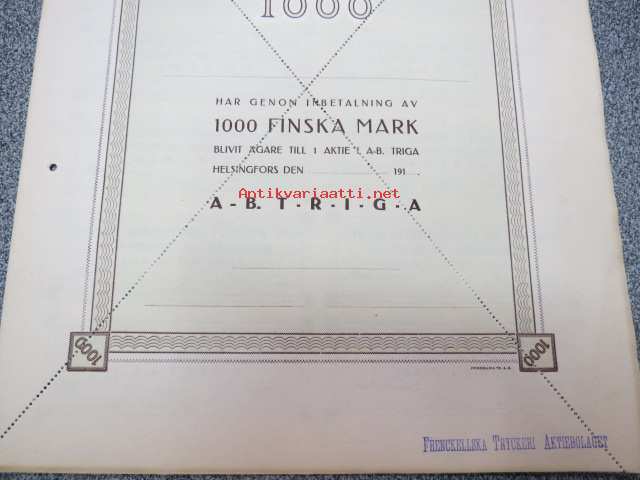 1000
HAR GENOM INBETALNING AV
1000 FINSKA MARK
BLIVIT ÄGARE TILL 1 AKTIE I. A-B. TRIGA
HELSINGFORS DEN 191
Antikvariaatti.net
A-B. T·R·I·G·A
1000
1000
FRENCKELLSKA TRYCKERI AKTIEBOLAGET